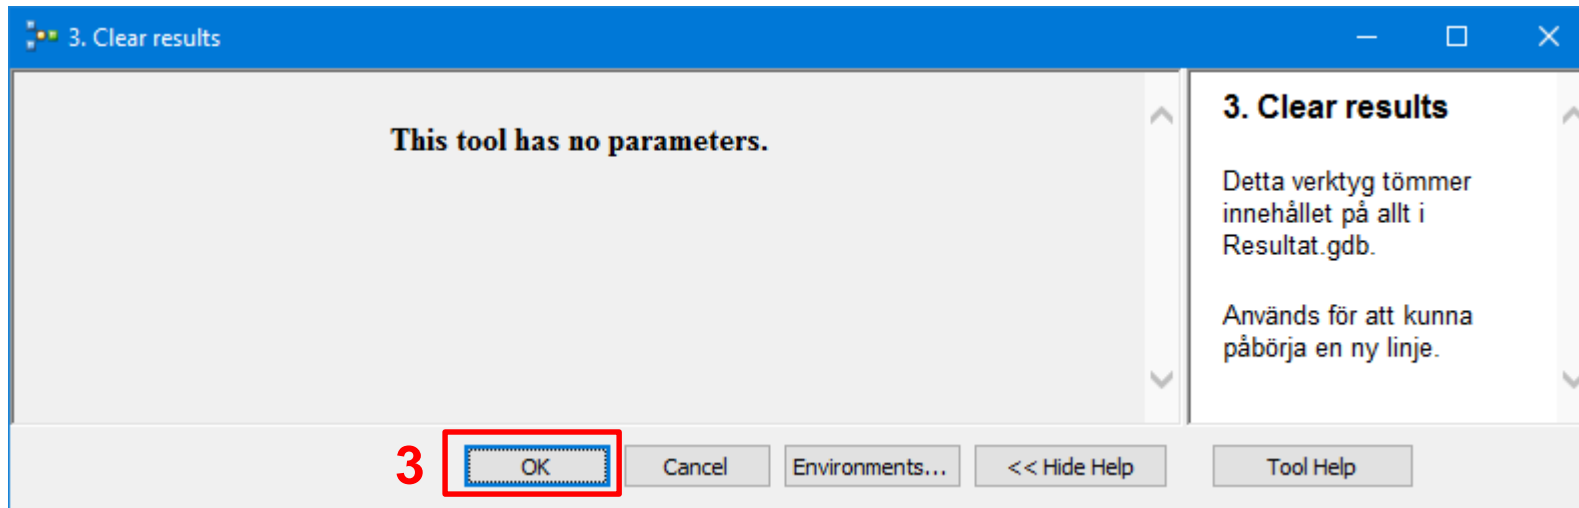 3. Clear results
This tool has no parameters.
3. Clear results
Detta verktyg tömmer
innehållet på allt i
Resultat.gdb.
Används för att kunna
påbörja en ny linje.
3
OK
Cancel
Environments...
<< Hide Help
Tool Help